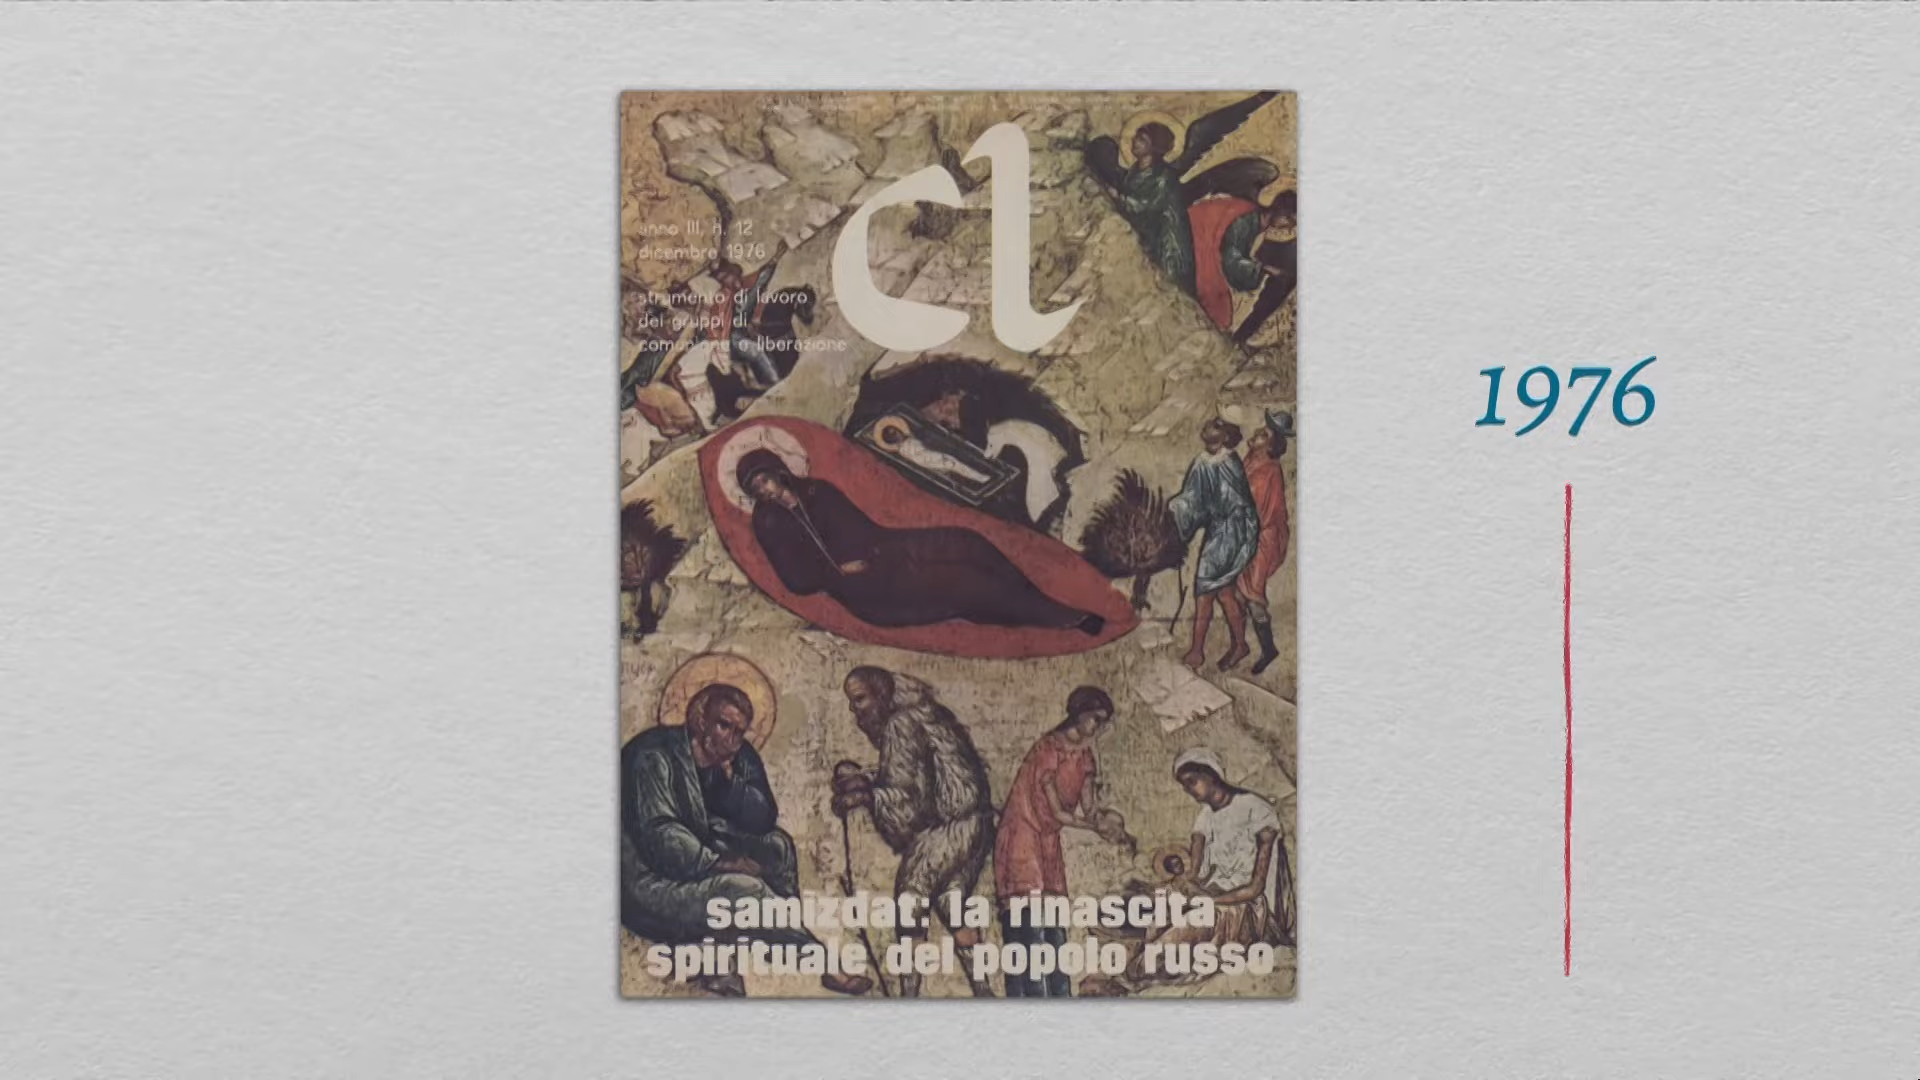 cl
anno III, n. 12
dicembre 1976
strumento di lavoro
dei gruppi di
comunione e liberazione
1976
samizdat: la rinascita
spirituale del popolo russo